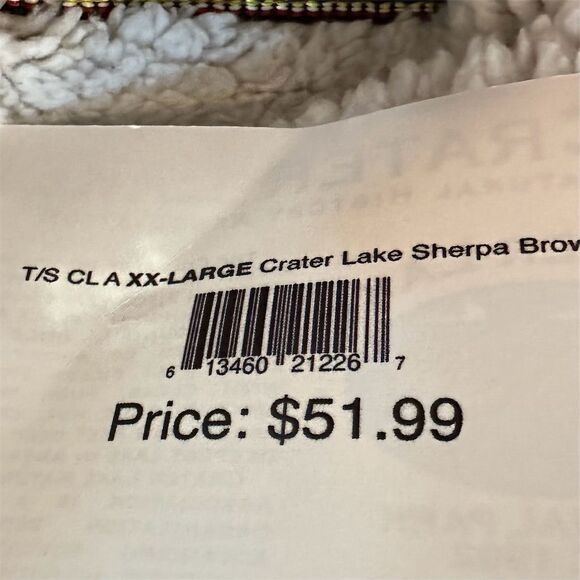 T/S CL A XX-LARGE Crater Lake Sherpa Brow
6 13460 21226 7
Price: $51.99